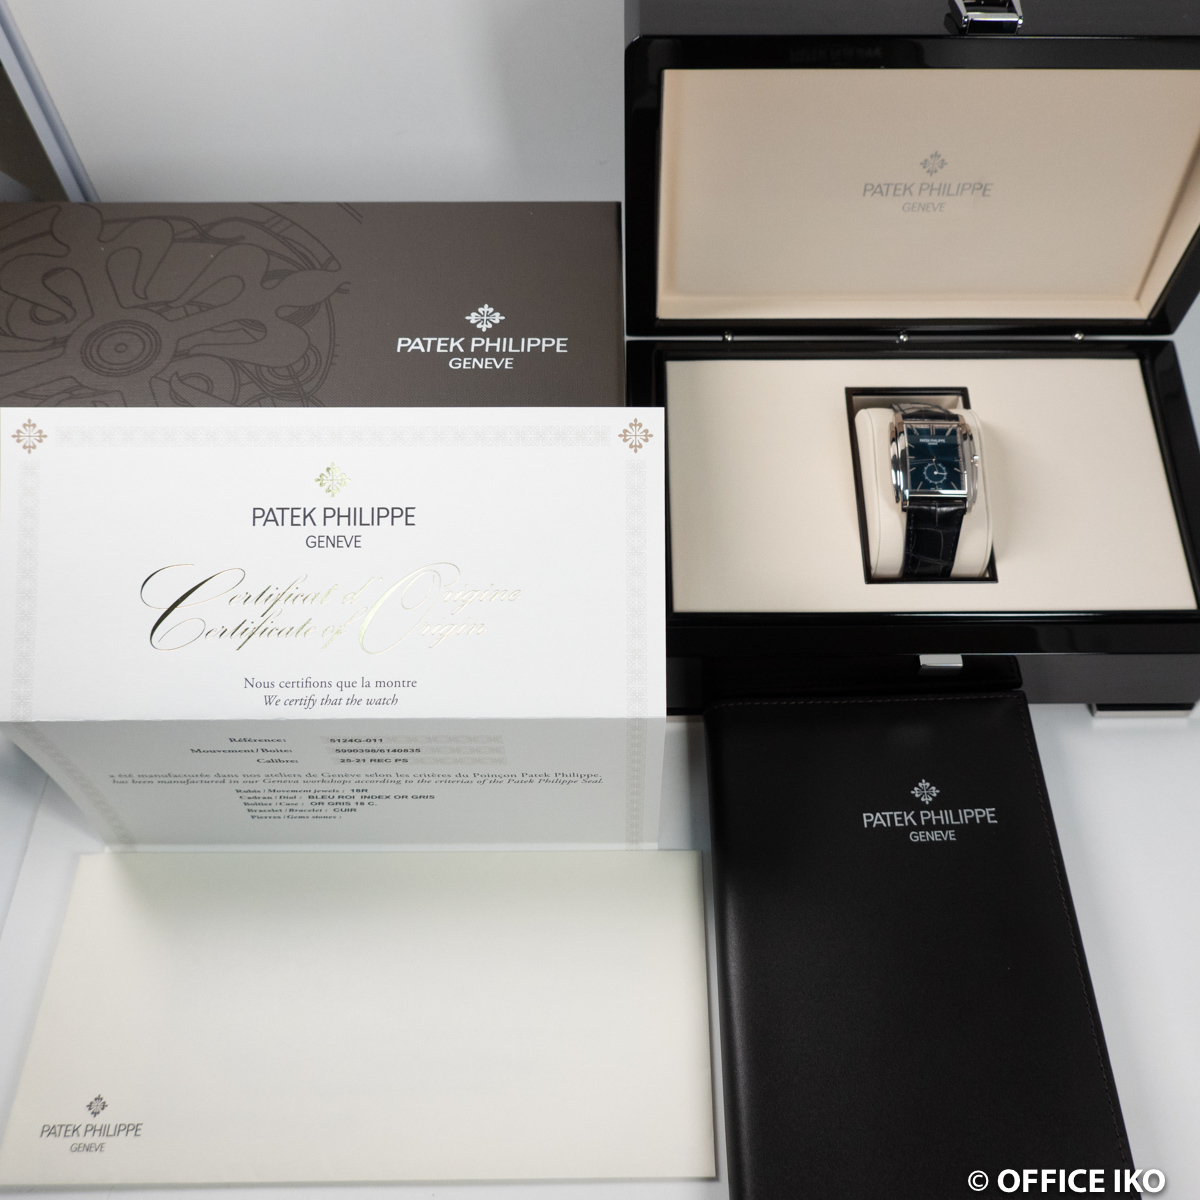 PATEK PHILIPPE
GENEVE
PATEK PHILIPPE
GENEVE
PATEK PHILIPPE
GENEVE
PATEK PHILIPPE
GENEVE
Certificat d'Origine
Certificate of Origin
Nous certifions que la montre
We certify that the watch
Référence: 5124G-011
Mouvement/Boîte: 5990398/6140835
Calibre: 25-21 REC PS
a été manufacturée dans nos ateliers de Genève selon les critères du Poinçon Patek Philippe.
has been manufactured in our Geneva workshops according to the criterias of the Patek Philippe Seal.
Rubis / Movement jewels : 18R
Cadran / Dial : BLEU ROI INDEX OR GRIS
Boîtier / Case : OR GRIS 18 C.
Bracelet / Bracelet : CUIR
Pierres / Gems stones :
PATEK PHILIPPE
GENEVE
PATEK PHILIPPE
GENEVE
© OFFICE IKO